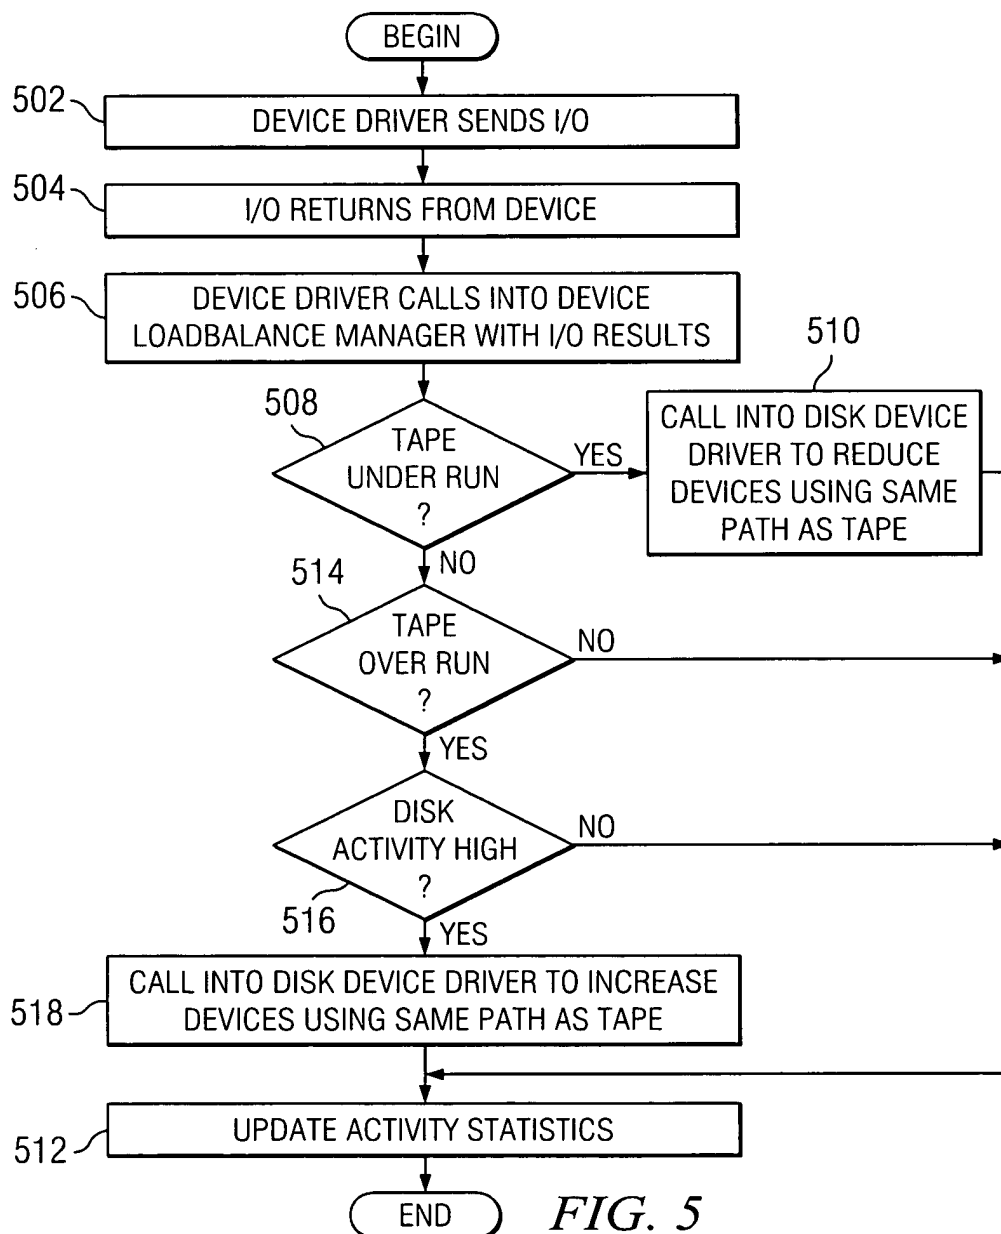 BEGIN
502
DEVICE DRIVER SENDS I/O
504
I/O RETURNS FROM DEVICE
506
DEVICE DRIVER CALLS INTO DEVICE
LOADBALANCE MANAGER WITH I/O RESULTS
508
TAPE
UNDER RUN
?
YES
510
CALL INTO DISK DEVICE
DRIVER TO REDUCE
DEVICES USING SAME
PATH AS TAPE
NO
514
TAPE
OVER RUN
?
NO
YES
DISK
ACTIVITY HIGH
?
NO
516
YES
CALL INTO DISK DEVICE DRIVER TO INCREASE
DEVICES USING SAME PATH AS TAPE
518
UPDATE ACTIVITY STATISTICS
512
END
FIG. 5